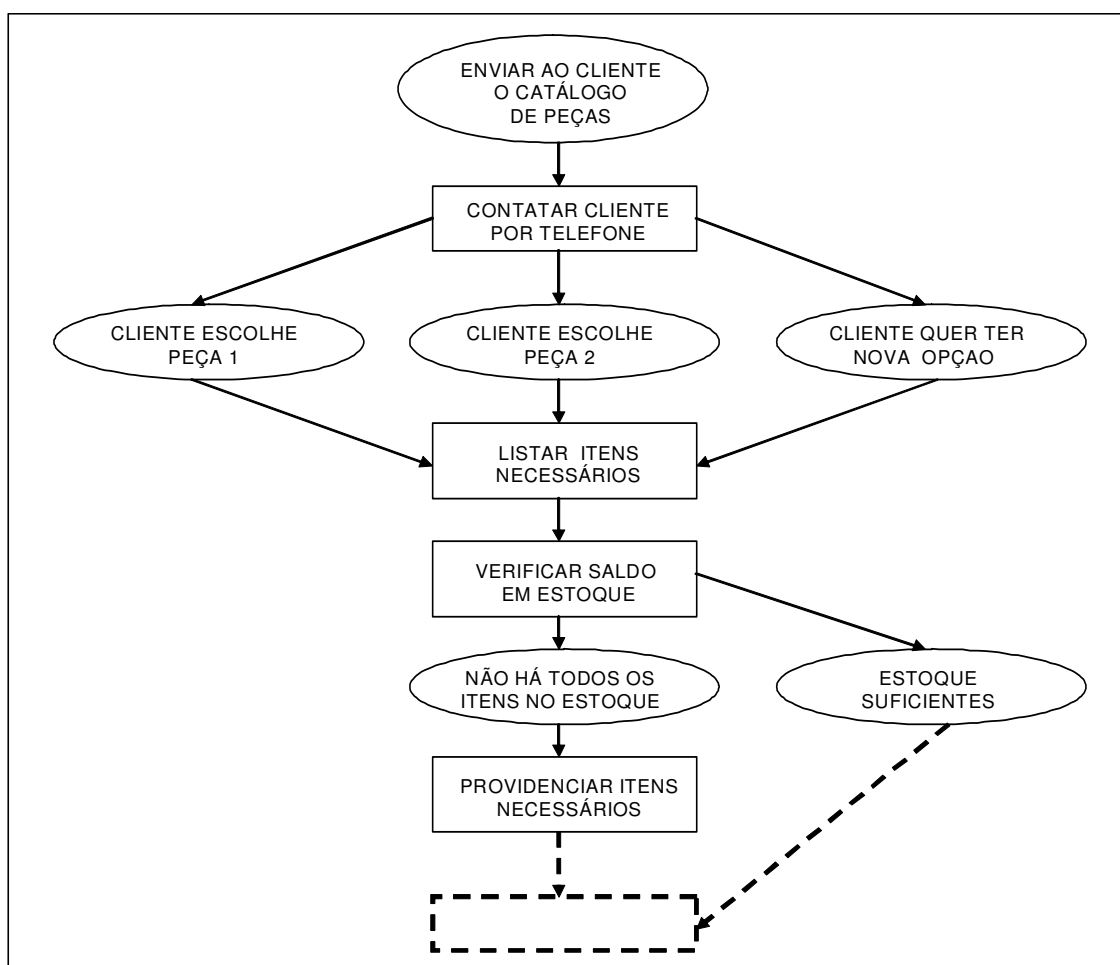 ENVIAR AO CLIENTE
O CATÁLOGO
DE PEÇAS
CONTATAR CLIENTE
POR TELEFONE
CLIENTE ESCOLHE
PEÇA 1
CLIENTE ESCOLHE
PEÇA 2
CLIENTE QUER TER
NOVA OPÇAO
LISTAR ITENS
NECESSÁRIOS
VERIFICAR SALDO
EM ESTOQUE
NÃO HÁ TODOS OS
ITENS NO ESTOQUE
ESTOQUE
SUFICIENTES
PROVIDENCIAR ITENS
NECESSÁRIOS